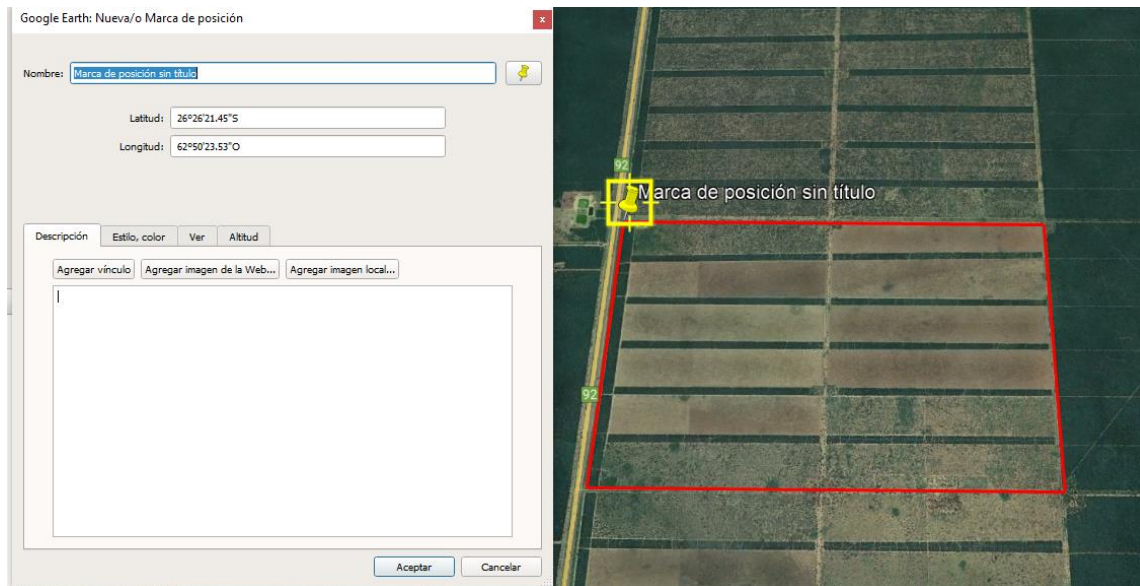 Google Earth: Nueva/o Marca de posición
x
Nombre: Marca de posición sin título
Latitud: 26°26'21.45"S
Longitud: 62°50'23.53"O
Descripción Estilo, color Ver Altitud
Agregar vínculo Agregar imagen de la Web... Agregar imagen local...
Aceptar Cancelar
92
Marca de posición sin título
92